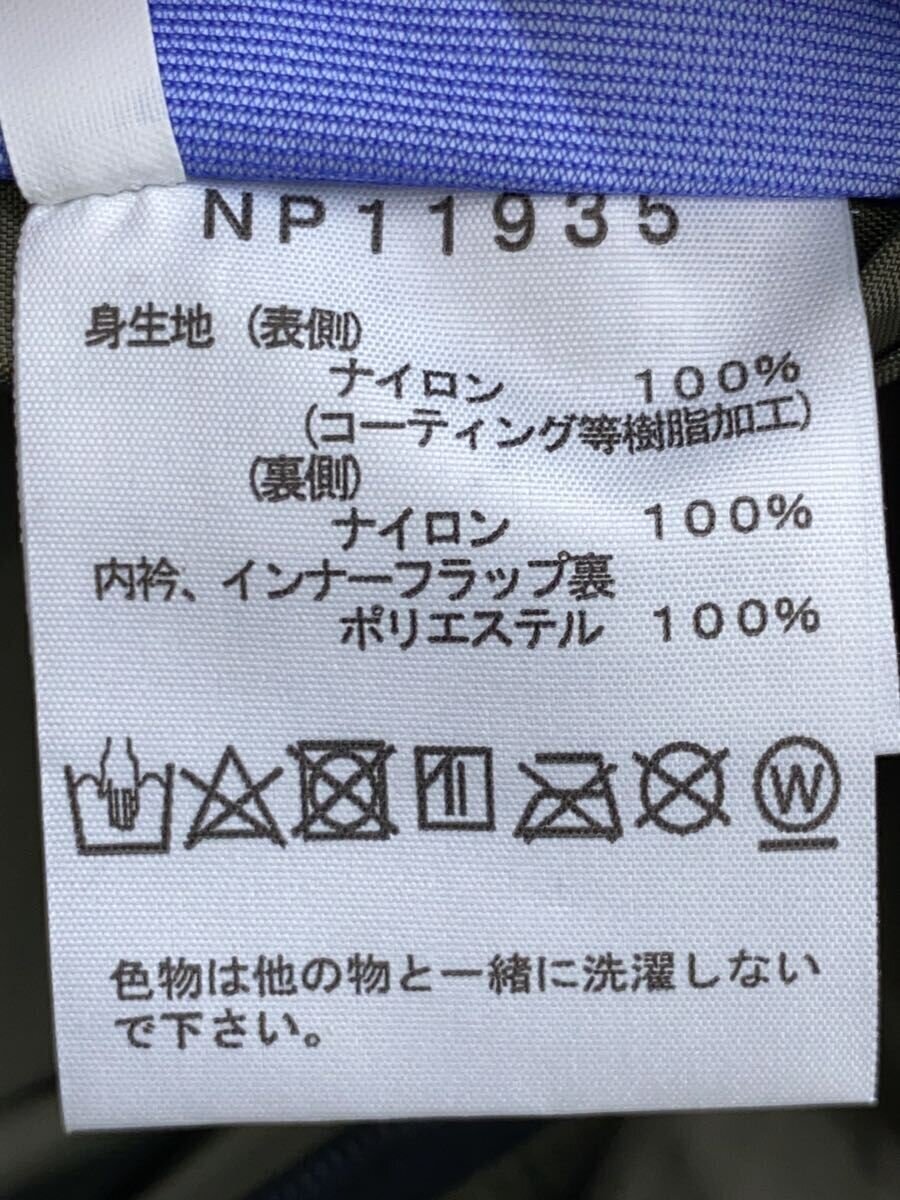 NP11935
身生地（表側）
ナイロン 100%
（コーティング等樹脂加工）
（裏側）
ナイロン 100%
内衿、インナーフラップ裏
ポリエステル 100%
W
色物は他の物と一緒に洗濯しない
で下さい。